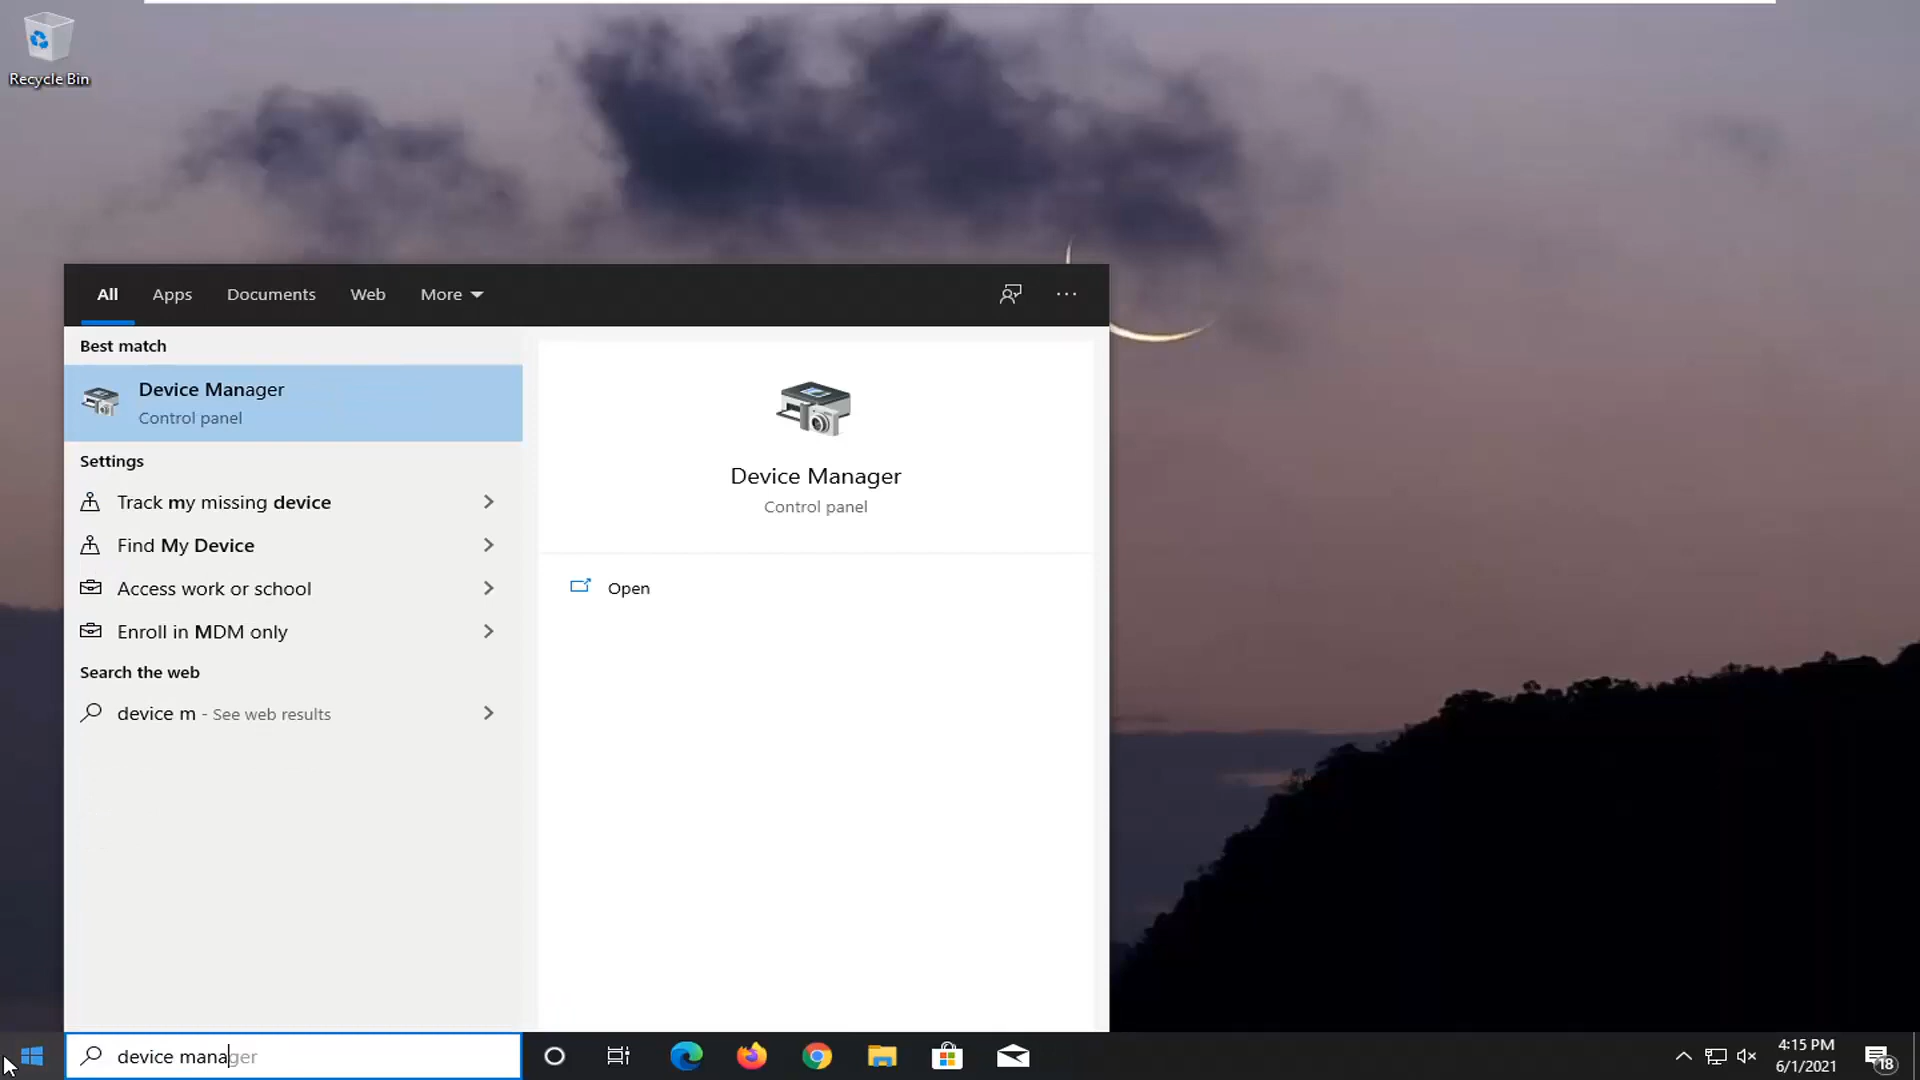 Recycle Bin
All
Apps
Documents
Web
More
Best match
Device Manager
Control panel
Settings
Track my missing device
Find My Device
Access work or school
Enroll in MDM only
Search the web
device m - See web results
Device Manager
Control panel
Open
device manager
4:15 PM
6/1/2021
18